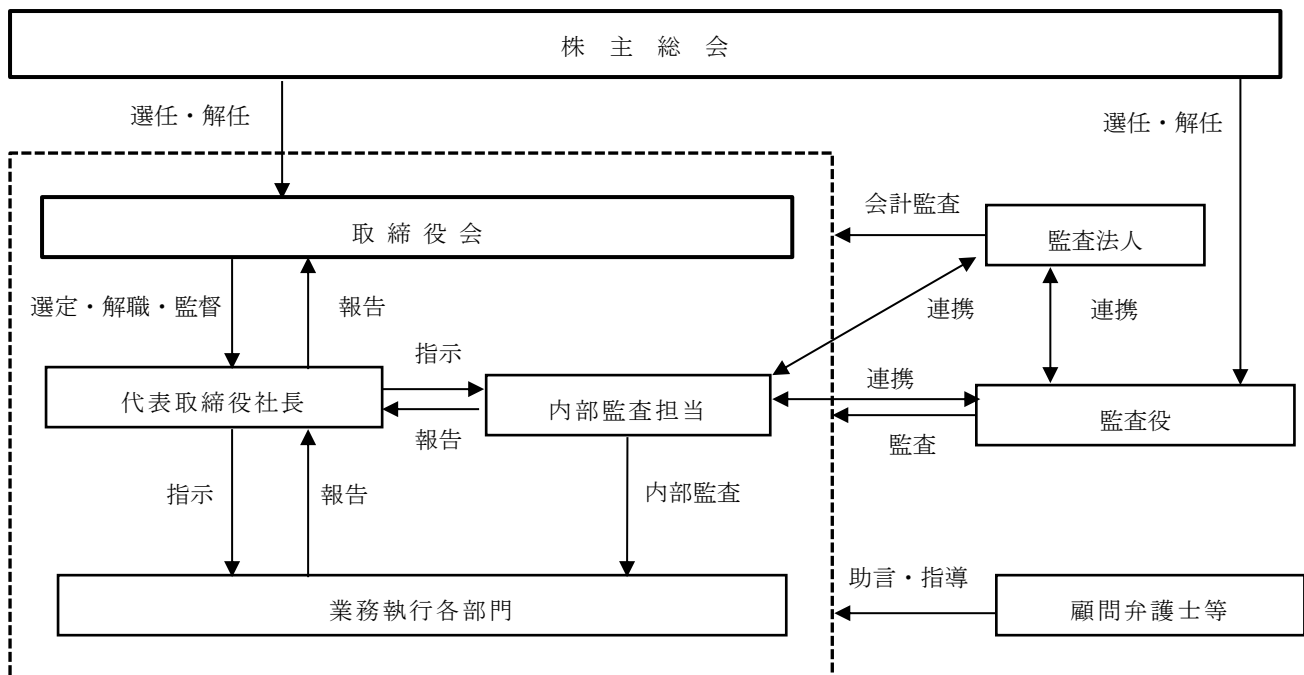 株 主 総 会
選任・解任
選任・解任
取 締 役 会
会計監査
監査法人
選定・解職・監督
報告
連携
連携
指示
代表取締役社長
内部監査担当
連携
監査役
報告
監査
指示
報告
内部監査
業務執行各部門
助言・指導
顧問弁護士等